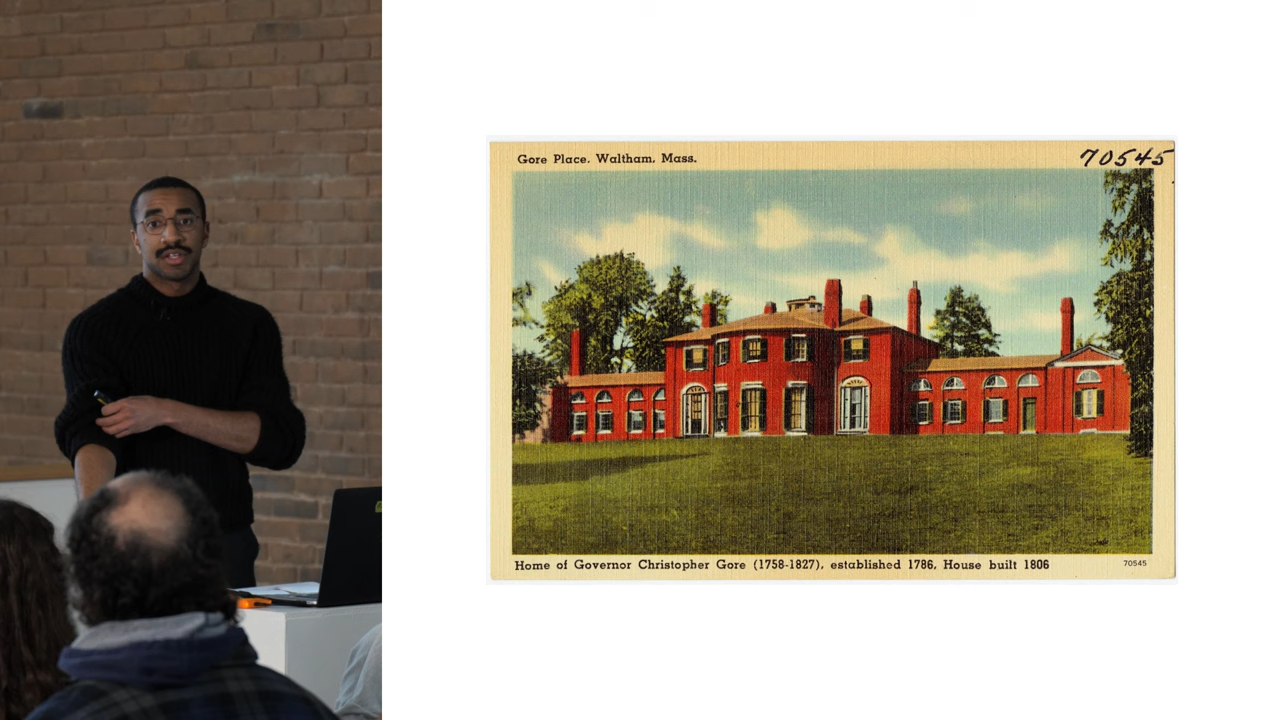 Gore Place. Waltham, Mass.
70545
Home of Governor Christopher Gore (1758-1827), established 1786, House built 1806
70545